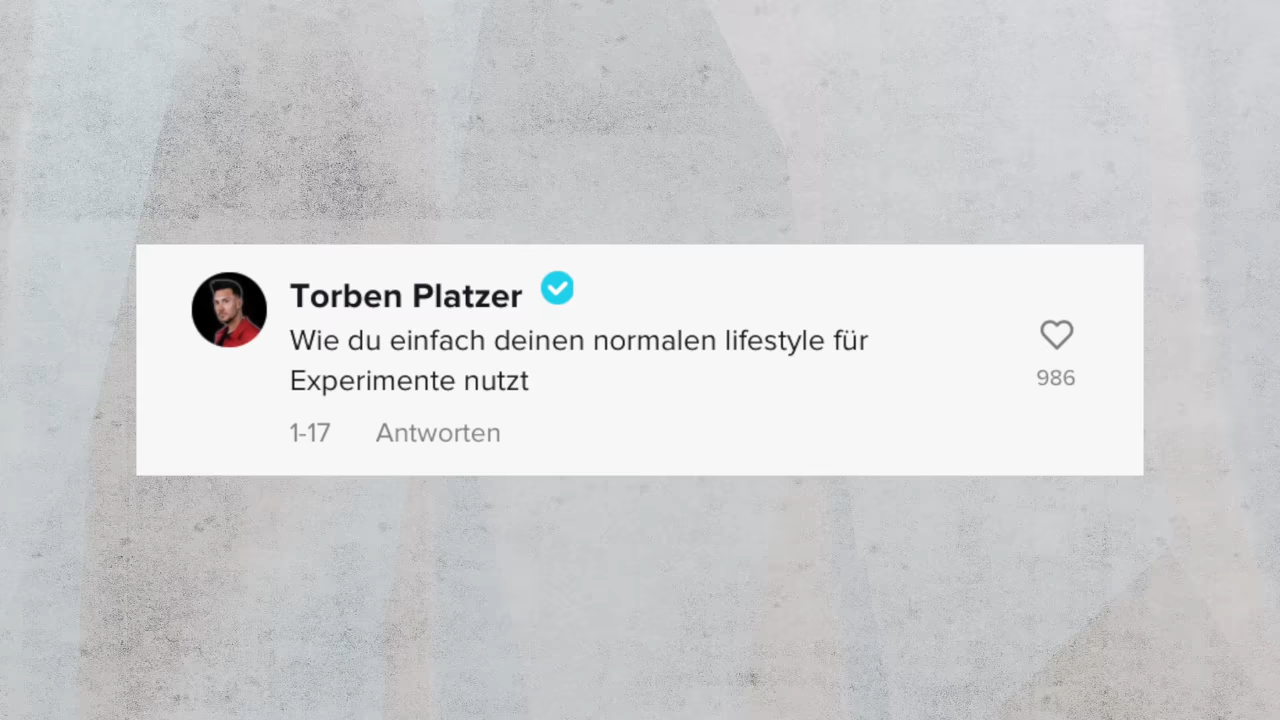 Torben Platzer
Wie du einfach deinen normalen lifestyle für
Experimente nutzt
986
1-17 Antworten